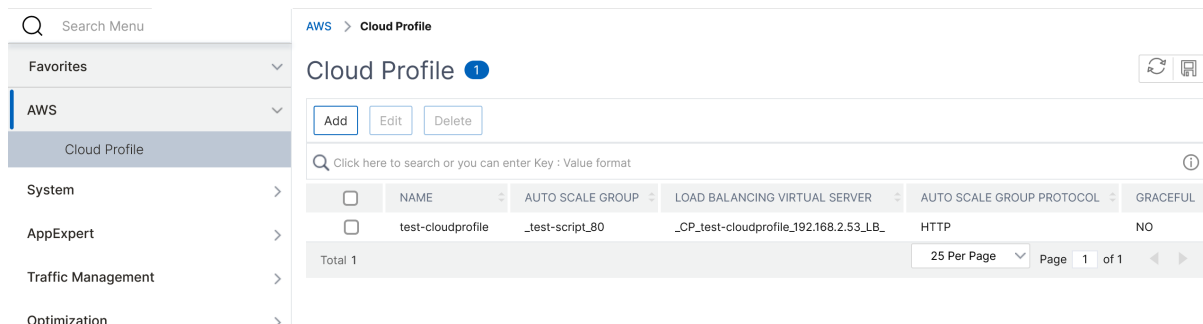 Search Menu
Favorites
AWS
Cloud Profile
System
AppExpert
Traffic Management
Optimization
AWS > Cloud Profile
Cloud Profile 1
Add Edit Delete
Click here to search or you can enter Key : Value format
NAME AUTO SCALE GROUP LOAD BALANCING VIRTUAL SERVER AUTO SCALE GROUP PROTOCOL GRACEFUL
test-cloudprofile _test-script_80 _CP_test-cloudprofile_192.168.2.53_LB_ HTTP NO
Total 1 25 Per Page Page 1 of 1